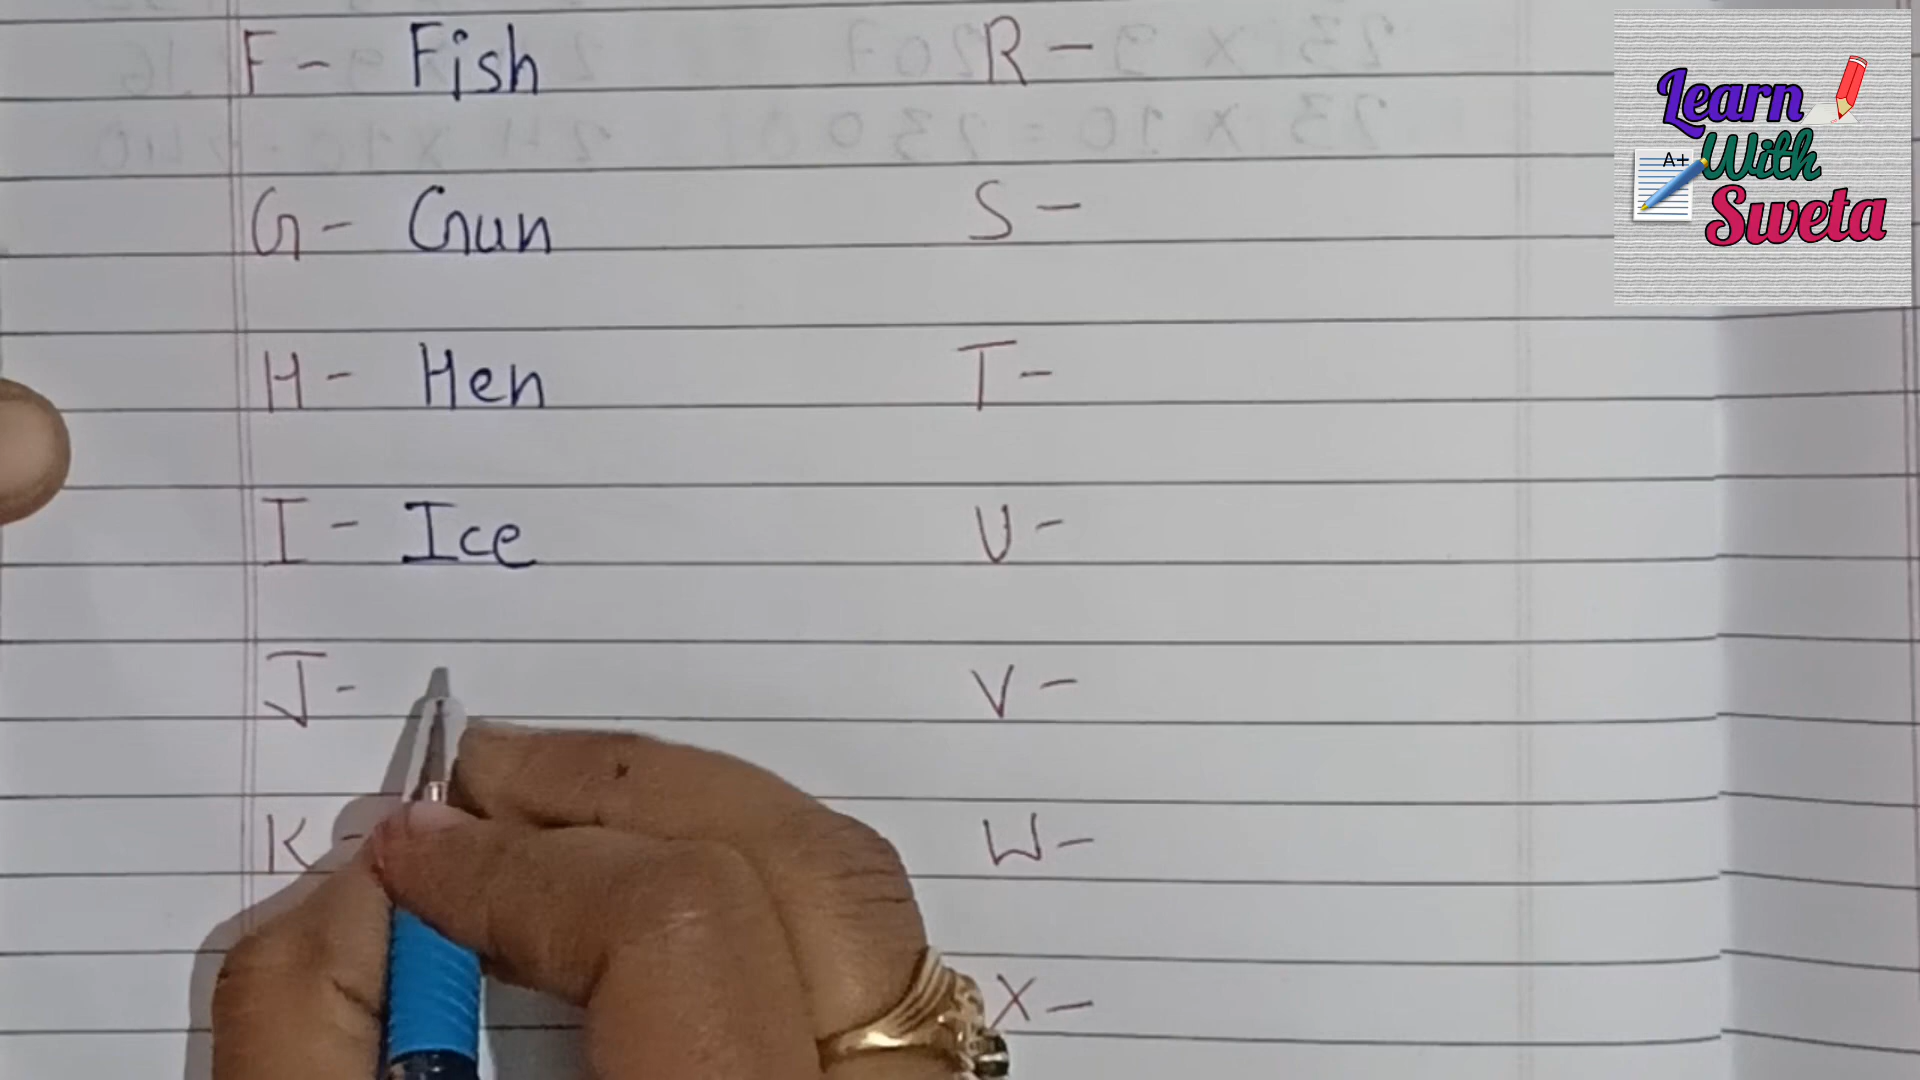 F - Fish
G - Gun
H - Hen
I - Ice
J -
K -
R -
S -
T -
U -
V -
W -
X -
Learn
With
Sweta
A+